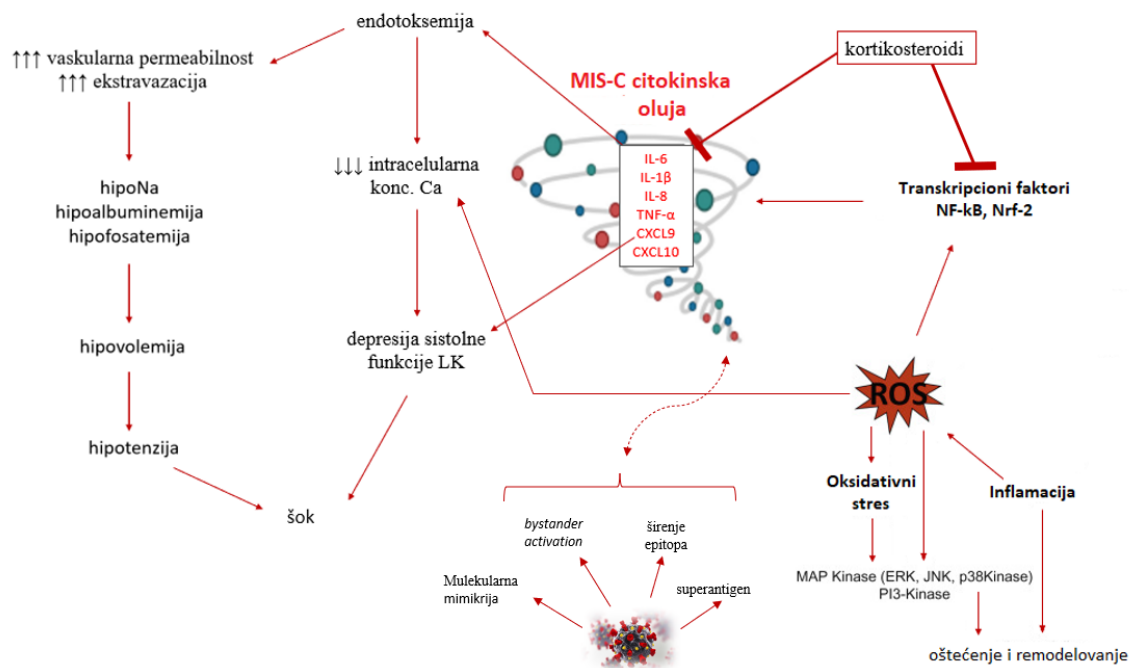 endotoksemija
↑↑↑ vaskularna permeabilnost
↑↑↑ ekstravazacija
hipoNa
hipoalbuminemija
hipofosatemija
hipovolemija
hipotenzija
šok
↓↓↓ intracelularna
konc. Ca
depresija sistolne
funkcije LK
MIS-C citokinska
oluja
IL-6
IL-1β
IL-8
TNF-α
CXCL9
CXCL10
kortikosteroidi
Transkripcioni faktori
NF-kB, Nrf-2
ROS
Oksidativni
stres
Inflamacija
MAP Kinase (ERK, JNK, p38Kinase)
PI3-Kinase
oštećenje i remodelovanje
bystander
activation
širenje
epitopa
Mulekularna
mimikrija
superantigen